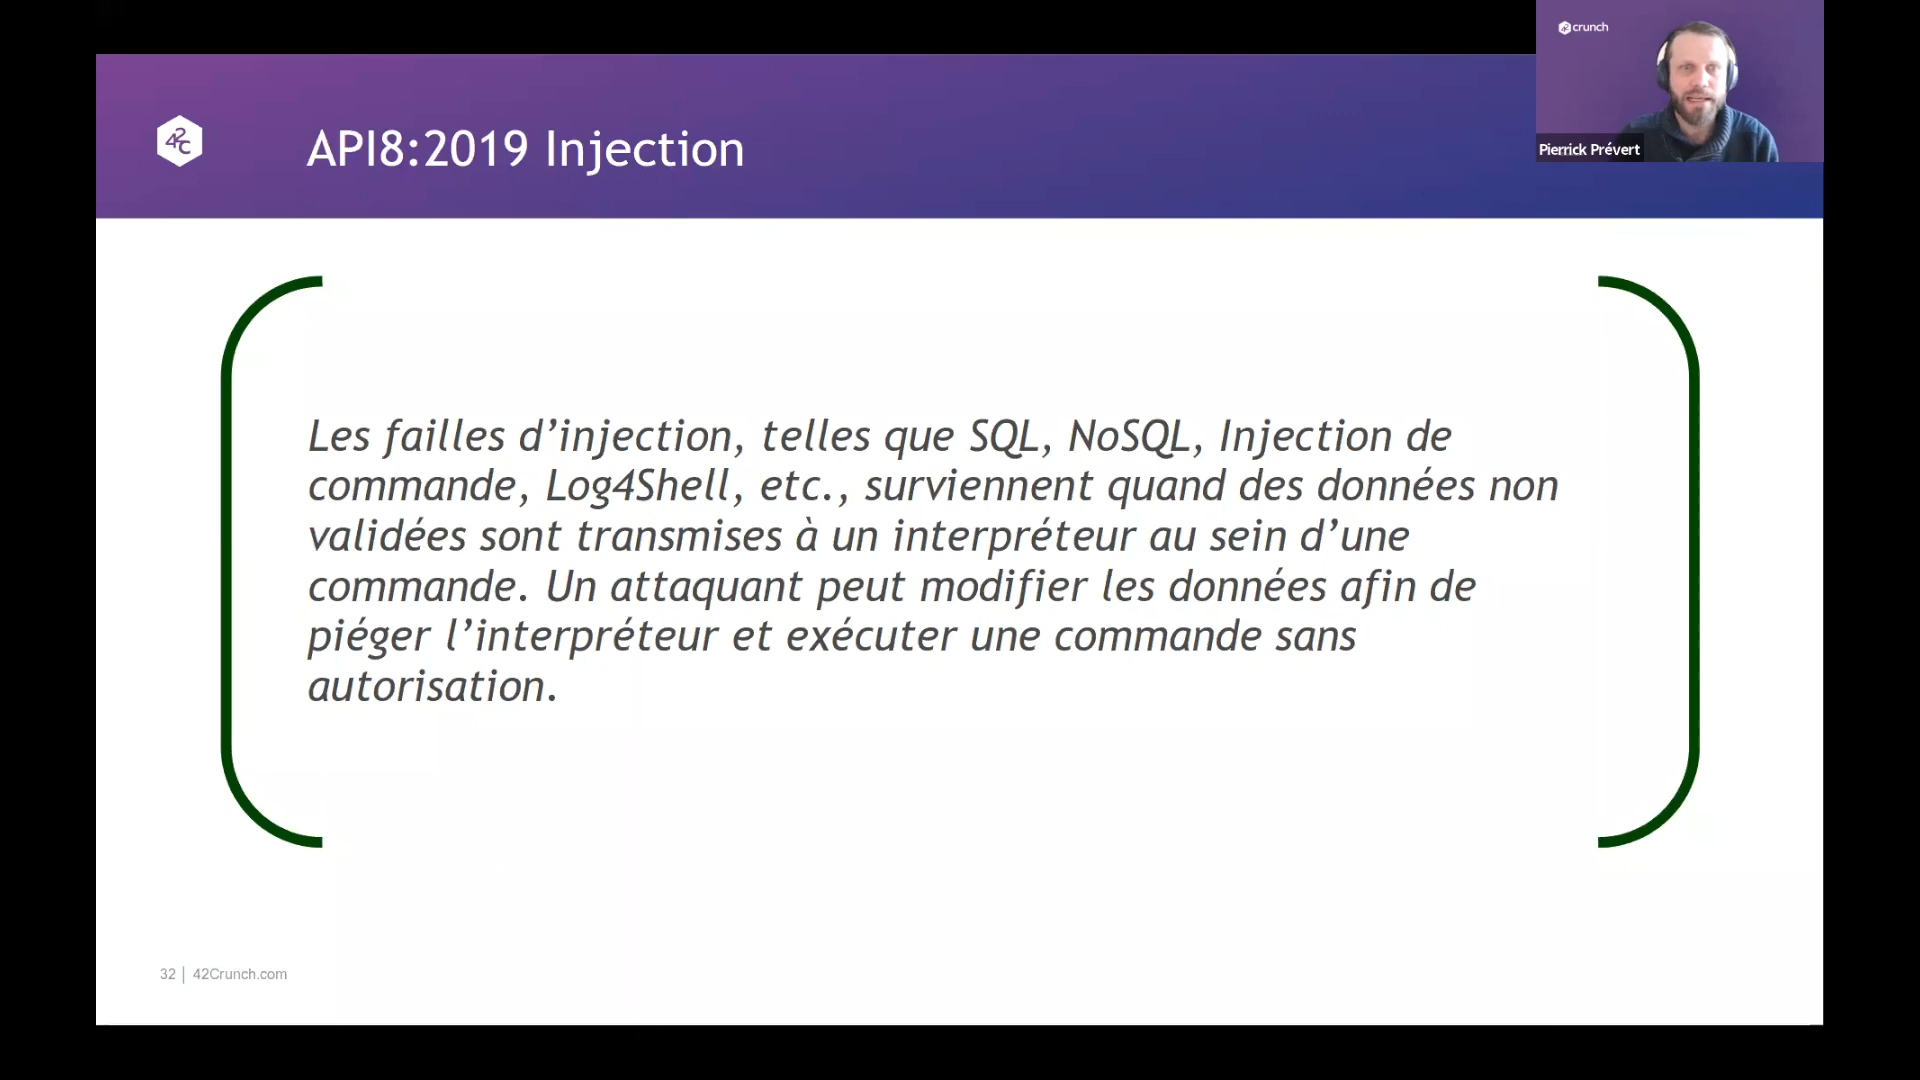 crunch
Pierrick Prévert
42c
API8:2019 Injection
Les failles d’injection, telles que SQL, NoSQL, Injection de
commande, Log4Shell, etc., surviennent quand des données non
validées sont transmises à un interpréteur au sein d’une
commande. Un attaquant peut modifier les données afin de
piéger l’interpréteur et exécuter une commande sans
autorisation.
32 | 42Crunch.com